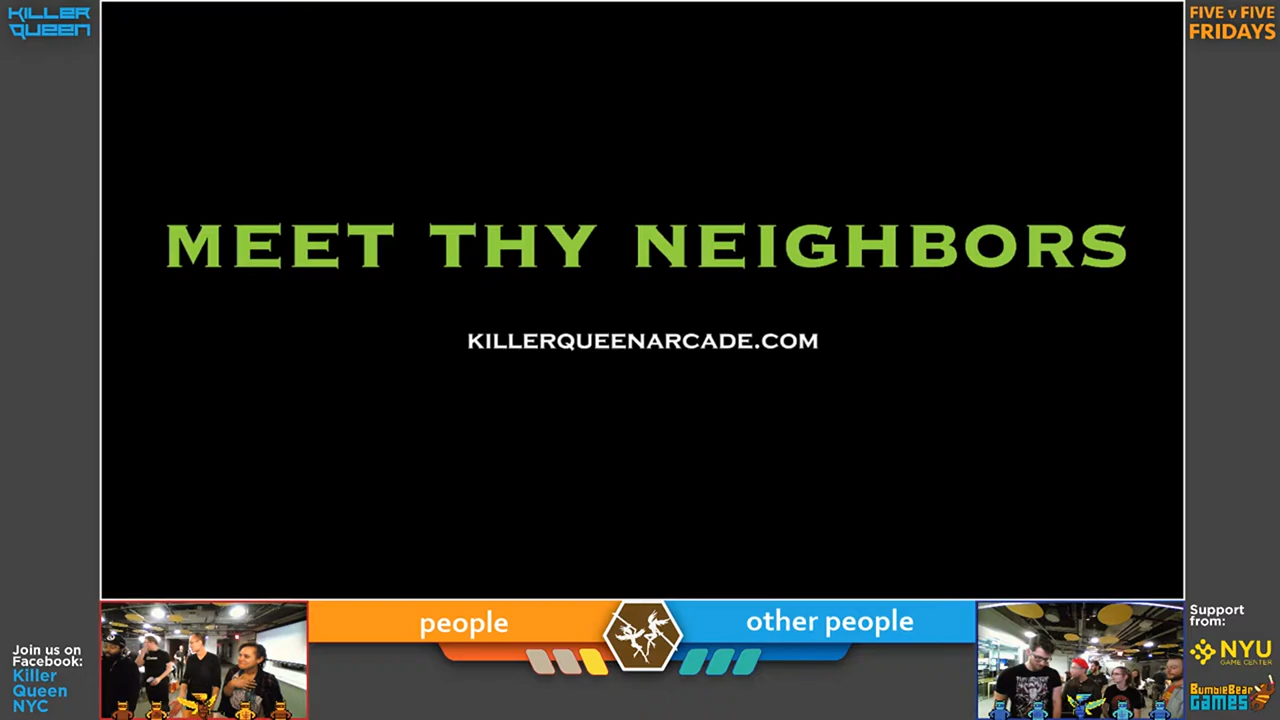 KILLER
QUEEN
FIVE v FIVE
FRIDAYS
MEET THY NEIGHBORS
KILLERQUEENARCADE.COM
people
other people
Join us on
Facebook:
Killer
Queen
NYC
Support
from:
NYU
GAME CENTER
BumbleBear
GAMES